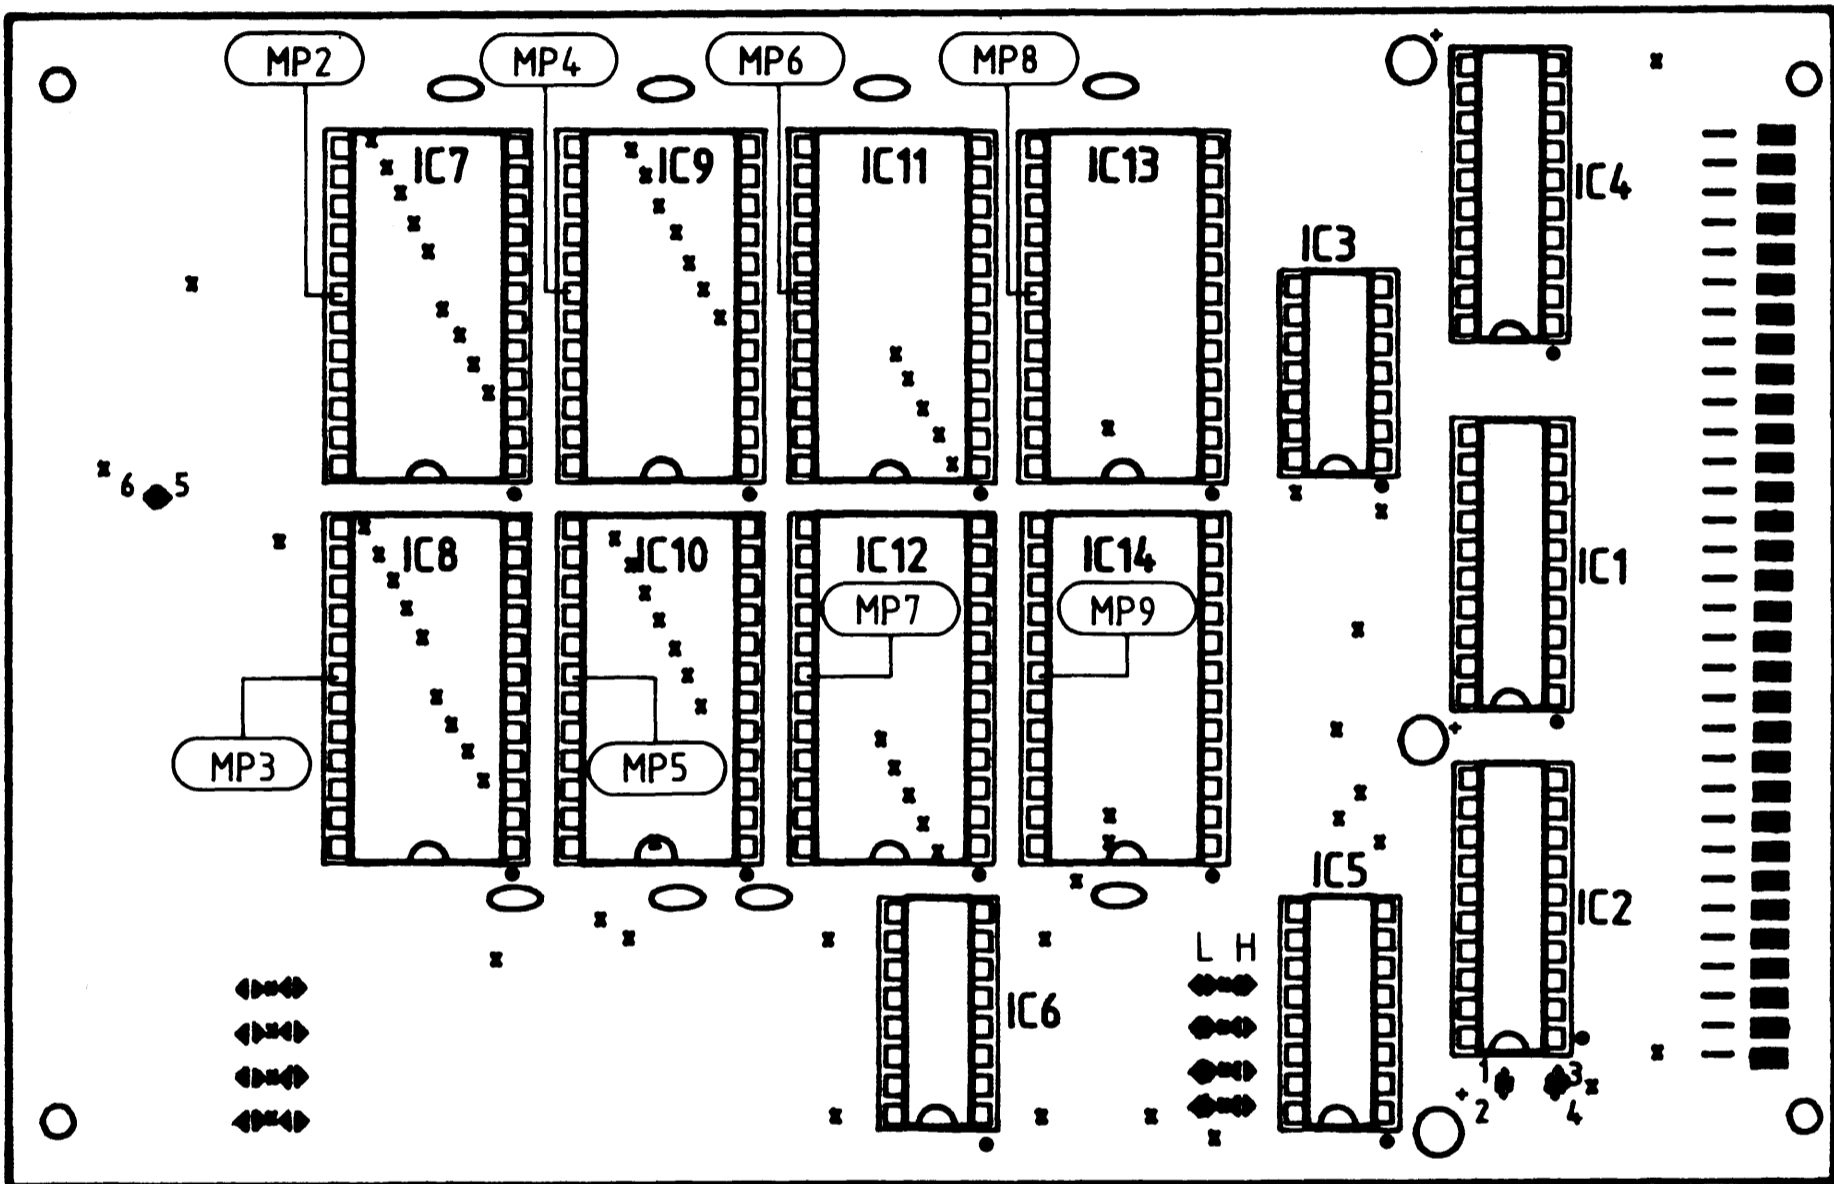 MP2 MP4 MP6 MP8
+
IC7 IC9 IC11 IC13 IC4
IC3
6 5
IC8 IC10 IC12 IC14 IC1
MP7 MP9
+
MP3 MP5
IC5
IC2
L H
IC6
1 3
+ 2 4